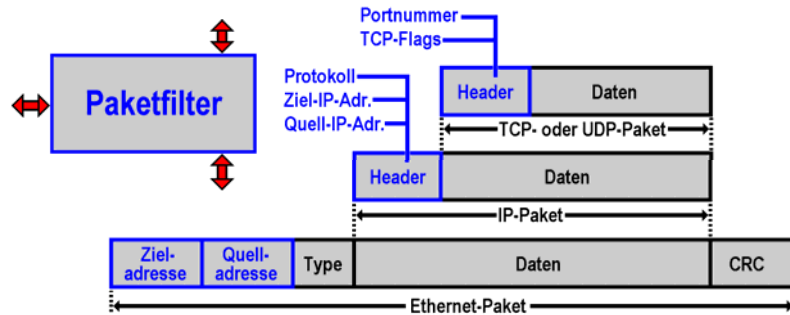 Portnummer
TCP-Flags
Paketfilter
Protokoll
Ziel-IP-Adr.
Quell-IP-Adr.
Header
Daten
TCP- oder UDP-Paket
Header
Daten
IP-Paket
Ziel-
adresse
Quell-
adresse
Type
Daten
CRC
Ethernet-Paket